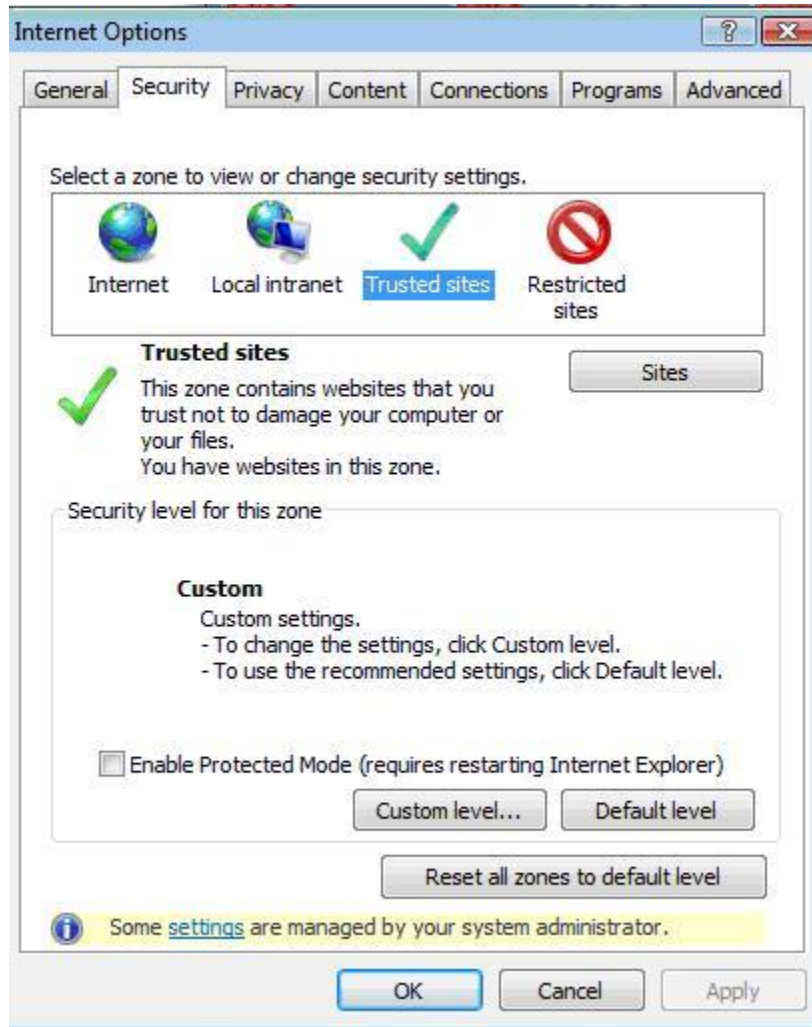 Internet Options
General Security Privacy Content Connections Programs Advanced
Select a zone to view or change security settings.
Internet Local intranet Trusted sites Restricted
sites
Trusted sites
Sites
This zone contains websites that you
trust not to damage your computer or
your files.
You have websites in this zone.
Security level for this zone
Custom
Custom settings.
- To change the settings, click Custom level.
- To use the recommended settings, click Default level.
Enable Protected Mode (requires restarting Internet Explorer)
Custom level... Default level
Reset all zones to default level
Some settings are managed by your system administrator.
OK Cancel Apply